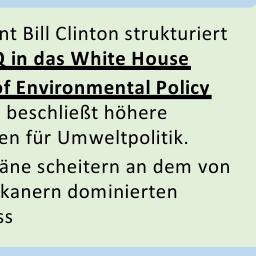 nt Bill Clinton strukturiert
Q in das White House
of Environmental Policy
beschließt höhere
en für Umweltpolitik.
äne scheitern an dem von
kanern dominierten
ss